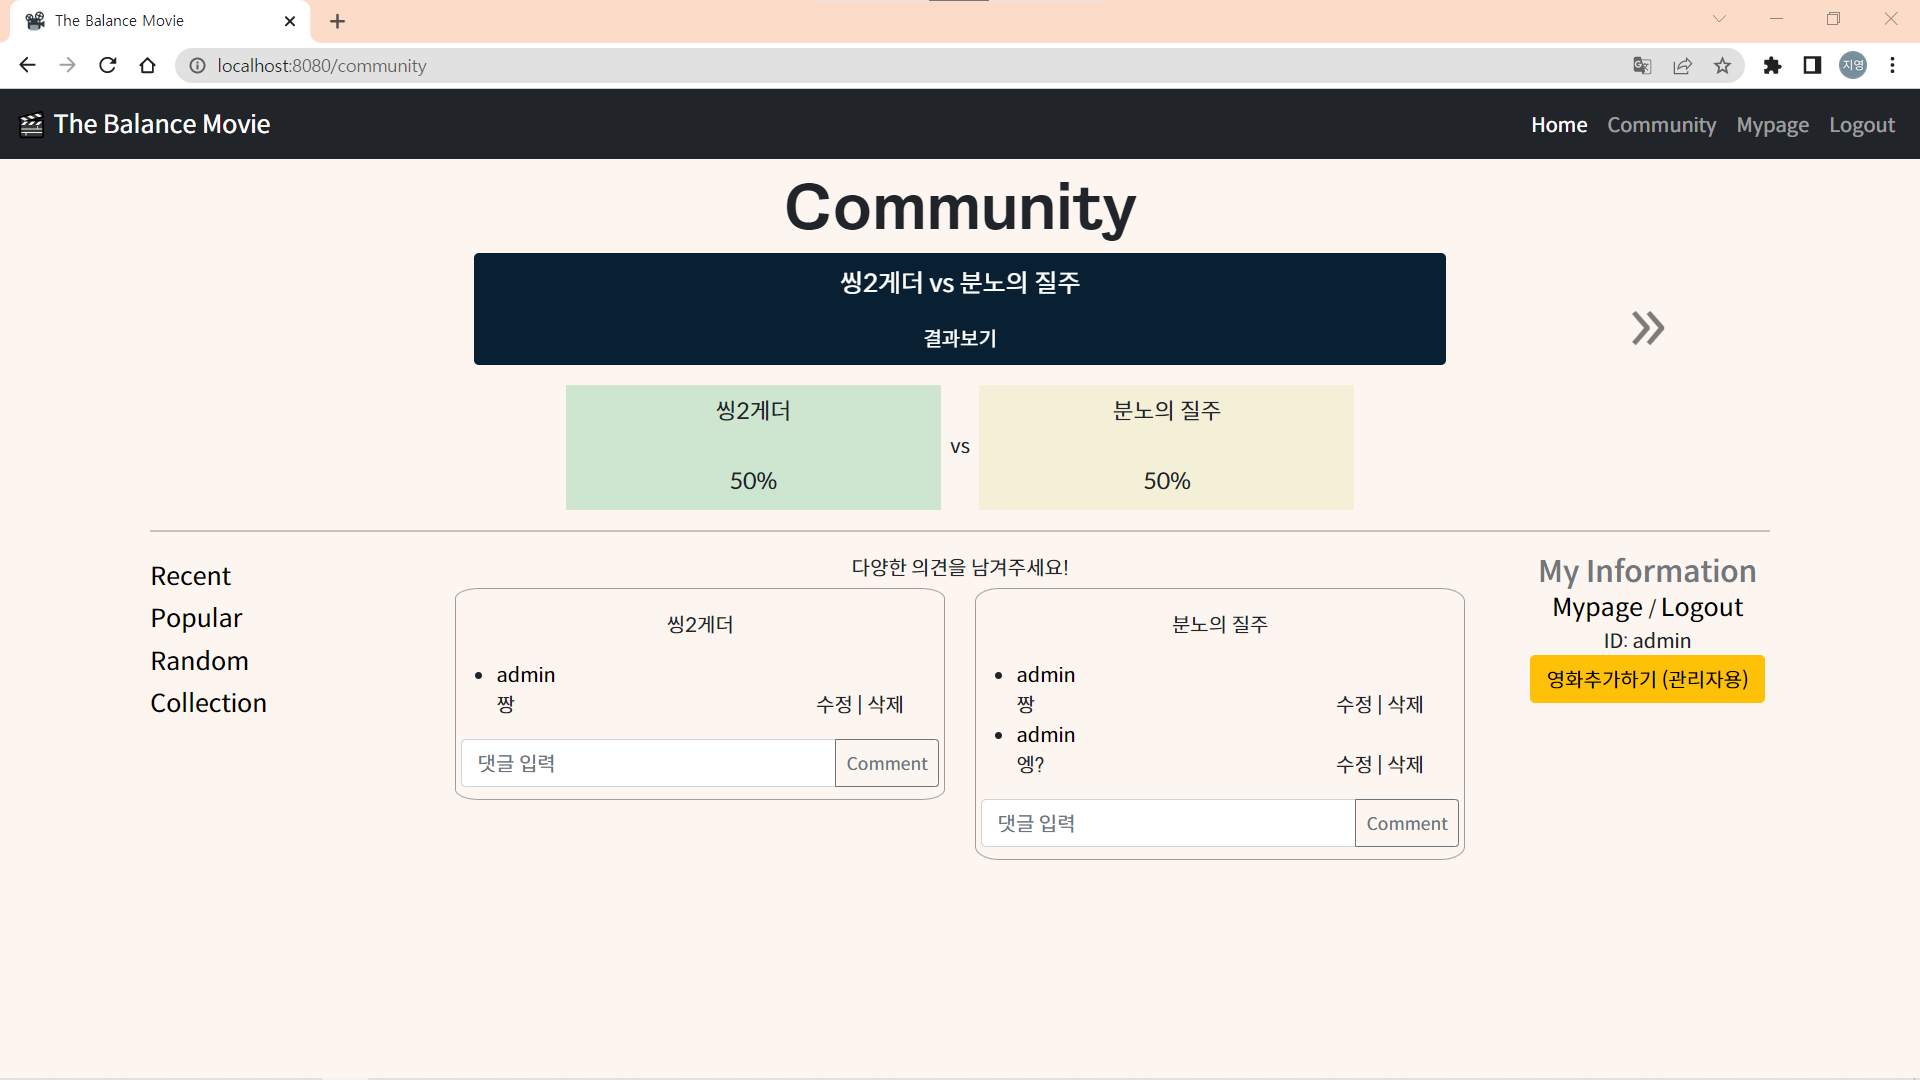 The Balance Movie
localhost:8080/community
지영
The Balance Movie
Home Community Mypage Logout
Community
씽2게더 vs 분노의 질주
결과보기
씽2게더
50%
vs
분노의 질주
50%
Recent
Popular
Random
Collection
다양한 의견을 남겨주세요!
씽2게더
admin
짱 수정 | 삭제
댓글 입력 Comment
분노의 질주
admin
짱 수정 | 삭제
admin
엥? 수정 | 삭제
댓글 입력 Comment
My Information
Mypage / Logout
ID: admin
영화추가하기 (관리자용)